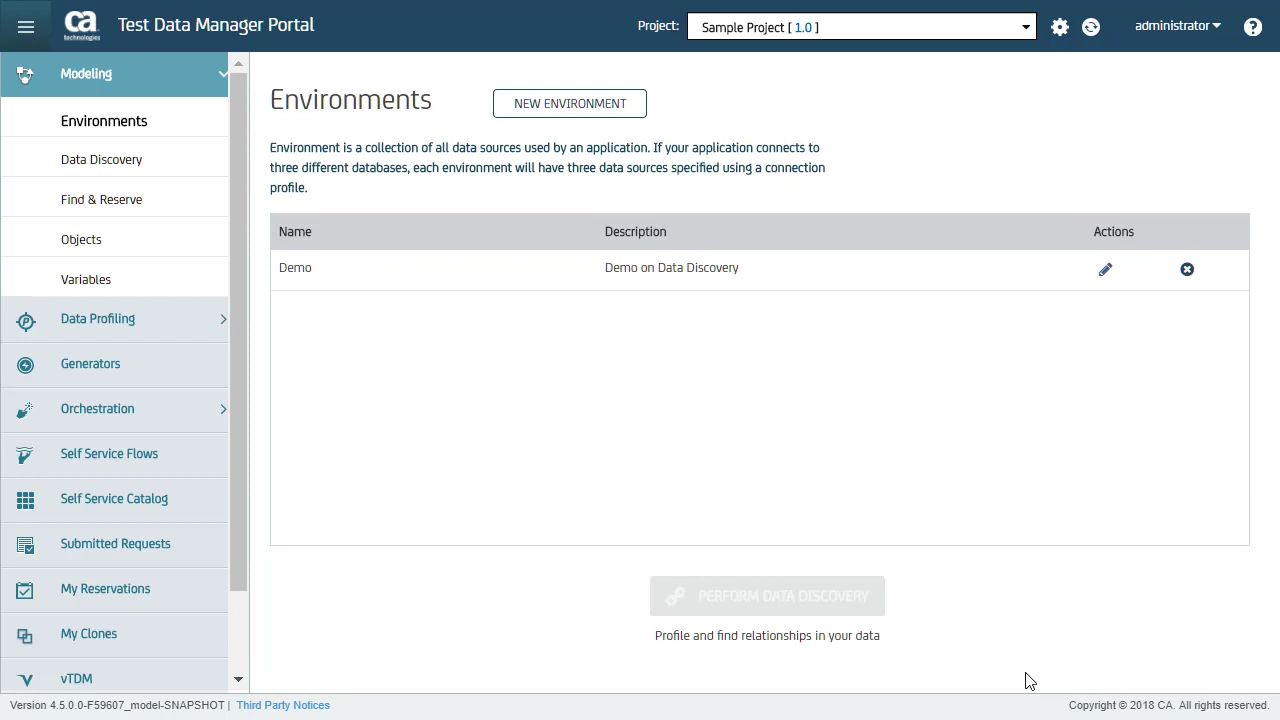 ca technologies
Test Data Manager Portal
Project:
Sample Project [ 1.0 ]
administrator
Modeling
Environments
Data Discovery
Find & Reserve
Objects
Variables
Data Profiling
Generators
Orchestration
Self Service Flows
Self Service Catalog
Submitted Requests
My Reservations
My Clones
vTDM
Environments
NEW ENVIRONMENT
Environment is a collection of all data sources used by an application. If your application connects to
three different databases, each environment will have three data sources specified using a connection
profile.
Name Description Actions
Demo Demo on Data Discovery
PERFORM DATA DISCOVERY
Profile and find relationships in your data
Version 4.5.0.0-F59607_model-SNAPSHOT | Third Party Notices
Copyright © 2018 CA. All rights reserved.